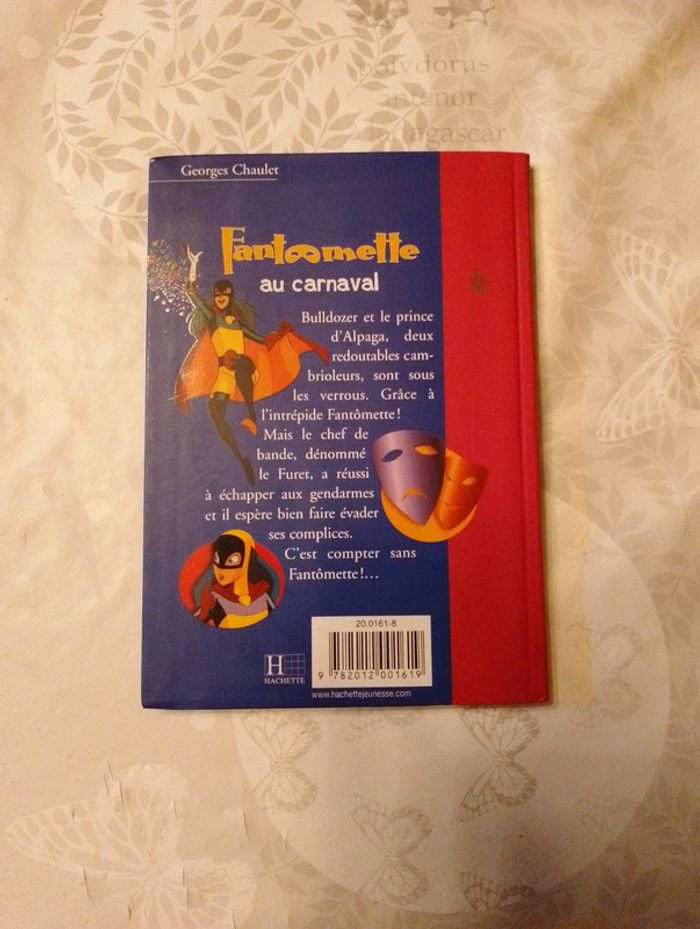 polydorus
madagascar
Georges Chaulet
Fantômette
au carnaval
Bulldozer et le prince
d'Alpaga, deux
redoutables cam-
brioleurs, sont sous
les verrous. Grâce à
l'intrépide Fantômette !
Mais le chef de
bande, dénommé
le Furet, a réussi
à échapper aux gendarmes
et il espère bien faire évader
ses complices.
C'est compter sans
Fantômette !...
20.0161-8
9 782012 001619
H
HACHETTE
www.hachettejeunesse.com